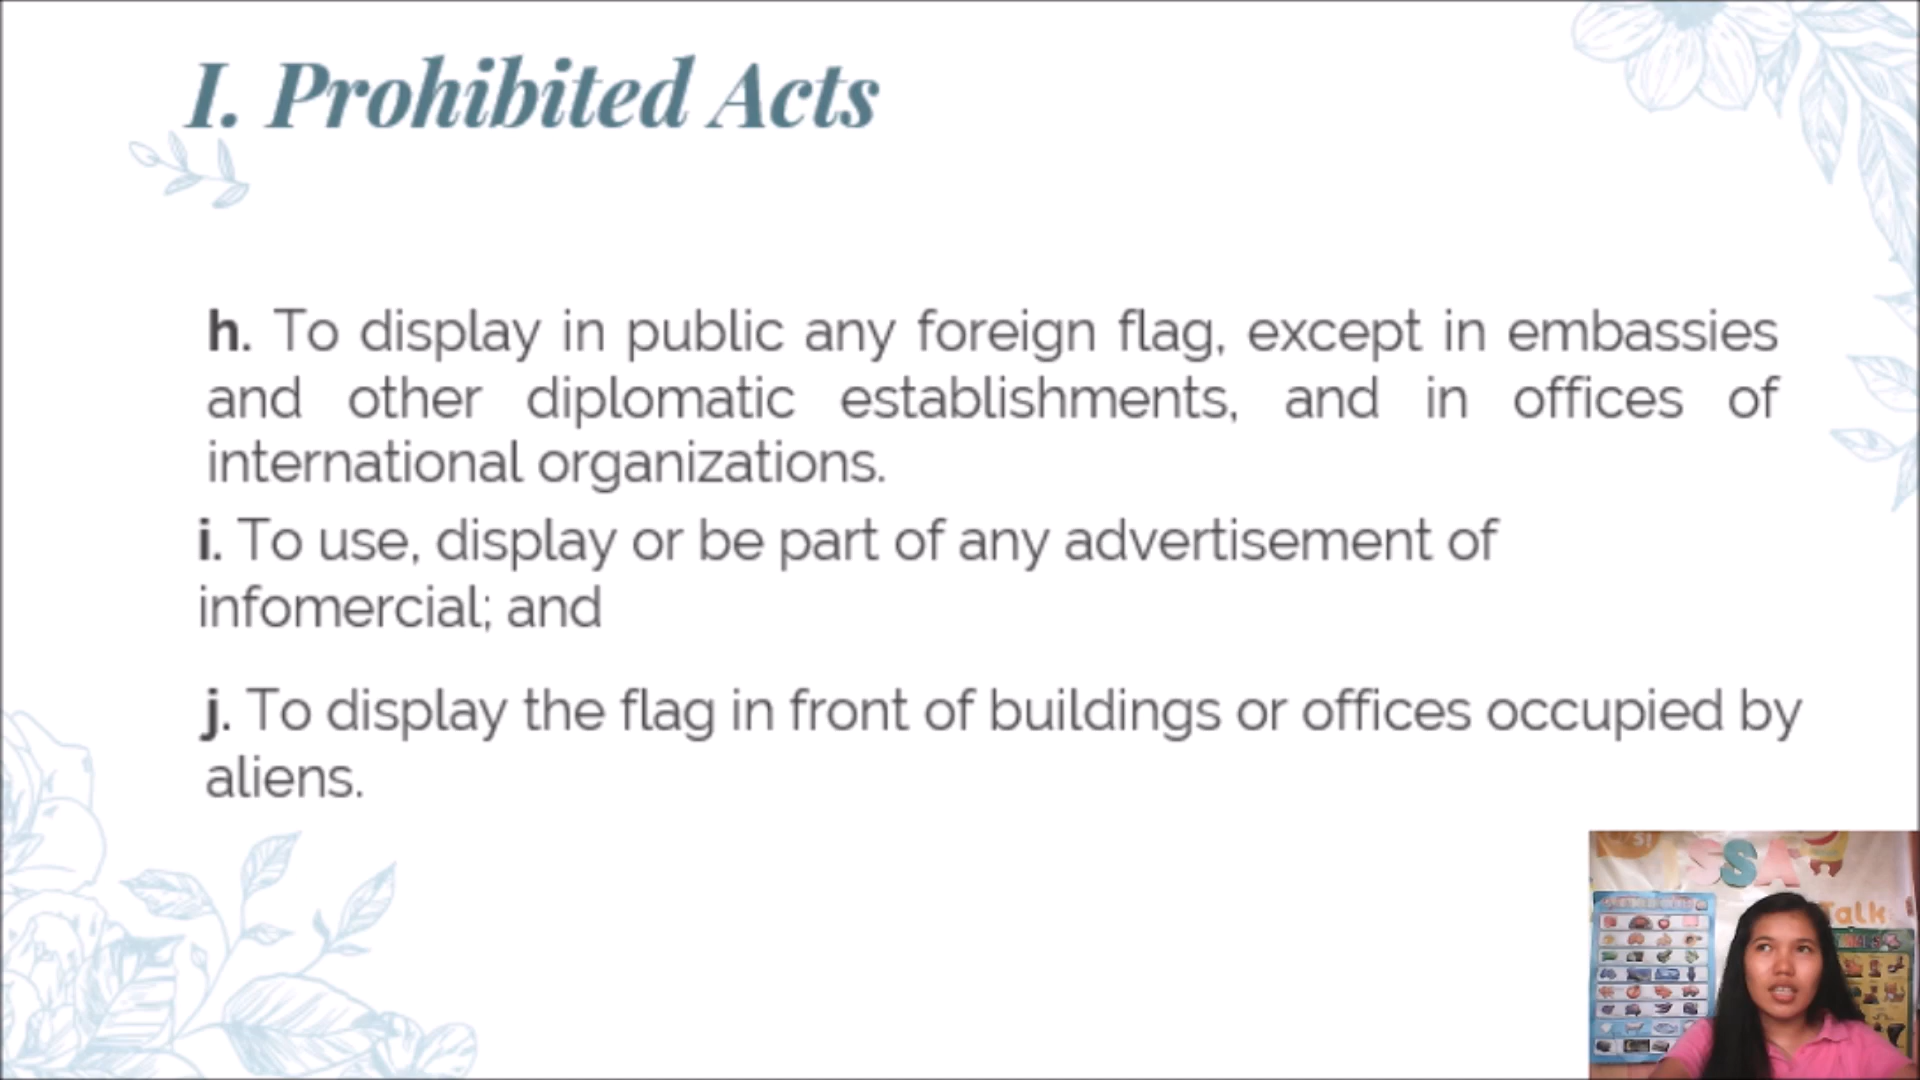 I. Prohibited Acts
h. To display in public any foreign flag, except in embassies
and other diplomatic establishments, and in offices of
international organizations.
i. To use, display or be part of any advertisement of
infomercial; and
j. To display the flag in front of buildings or offices occupied by
aliens.
SSA
Talk